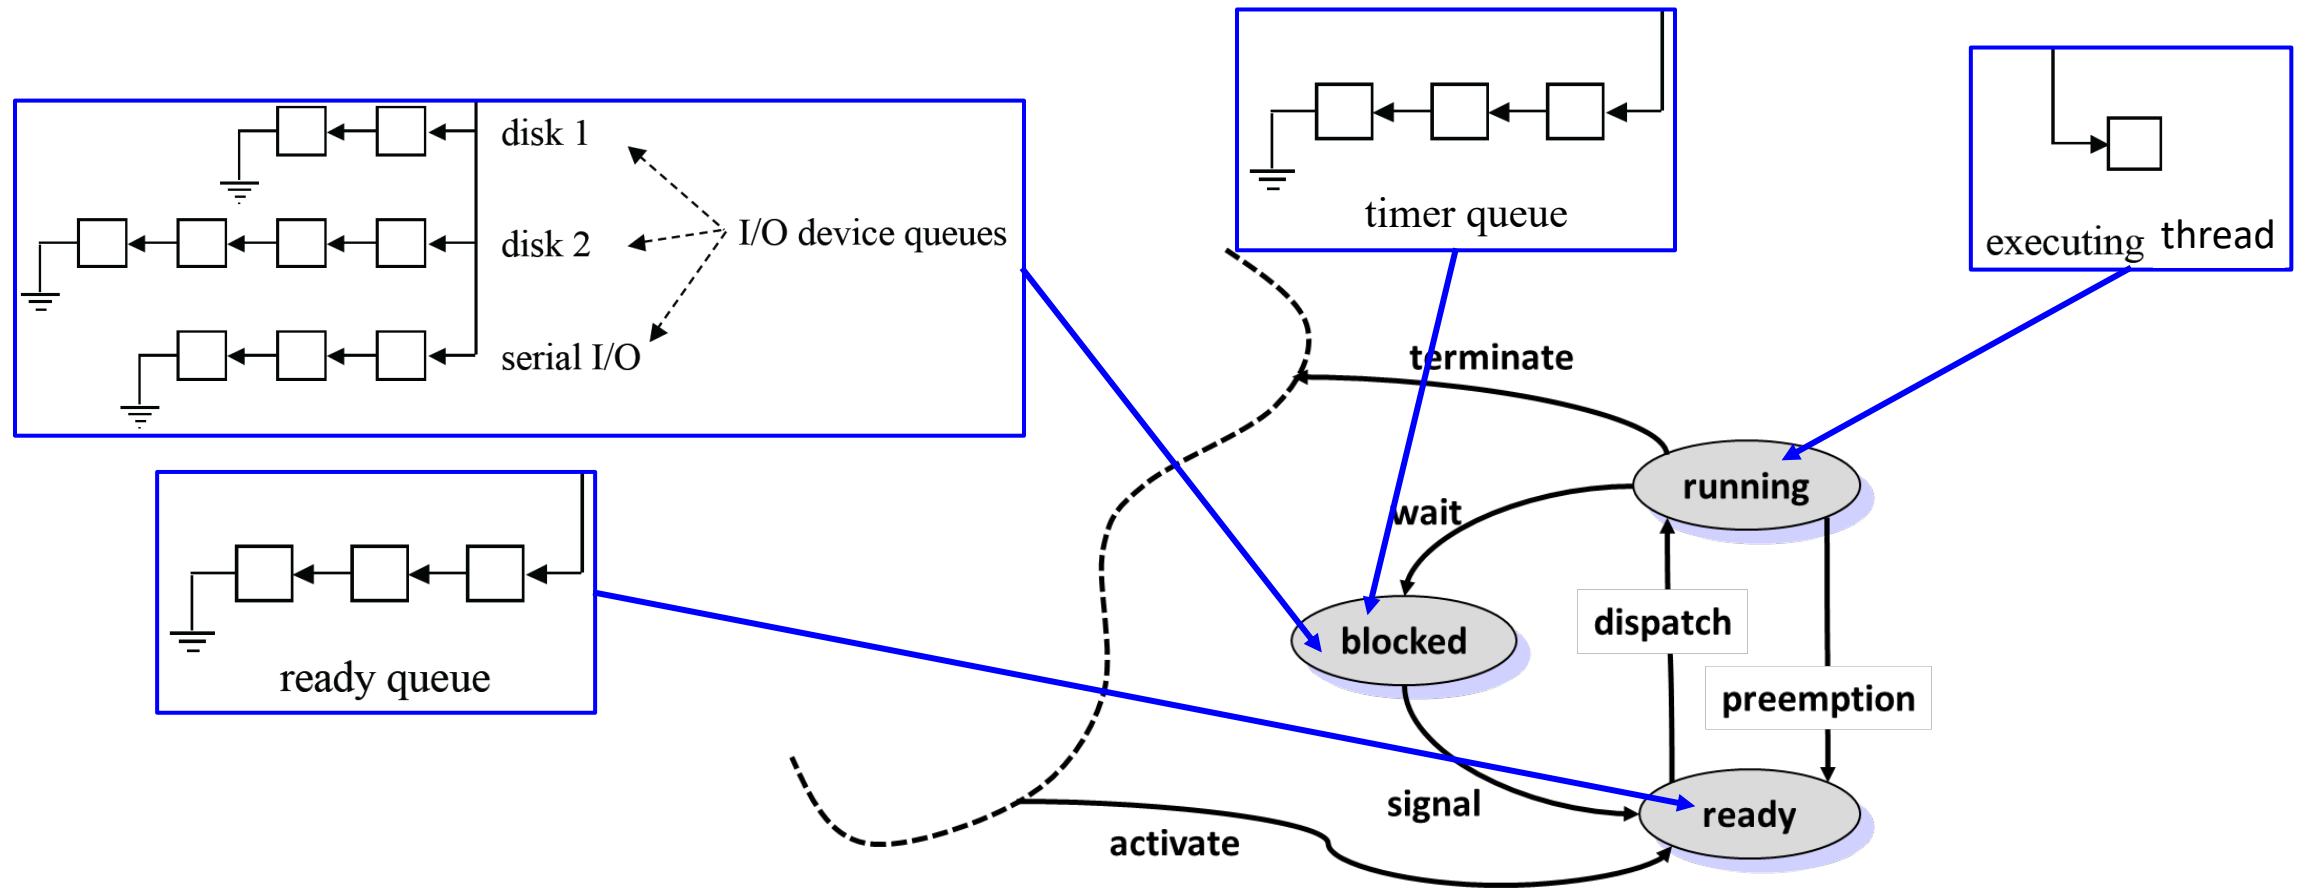 disk 1
disk 2
I/O device queues
serial I/O
timer queue
executing thread
ready queue
terminate
running
wait
dispatch
blocked
preemption
signal
ready
activate